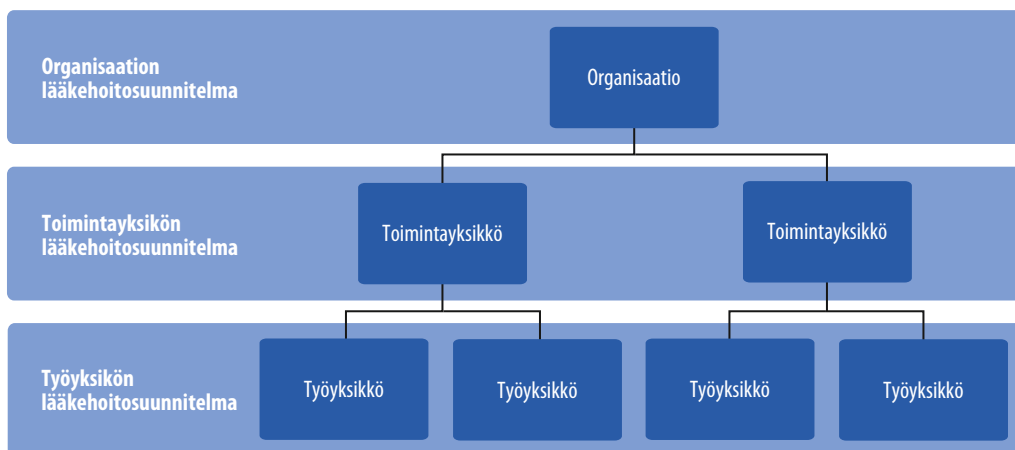 Organisaation
lääkehoitosuunnitelma
Organisaatio
Toimintayksikön
lääkehoitosuunnitelma
Toimintayksikkö
Toimintayksikkö
Työyksikön
lääkehoitosuunnitelma
Työyksikkö
Työyksikkö
Työyksikkö
Työyksikkö